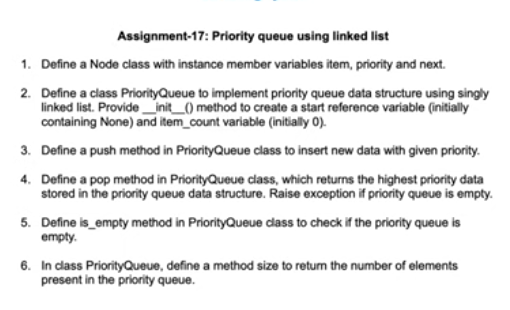 Assignment-17: Priority queue using linked list
1. Define a Node class with instance member variables item, priority and next.
2. Define a class PriorityQueue to implement priority queue data structure using singly
linked list. Provide __init__() method to create a start reference variable (initially
containing None) and item_count variable (initially 0).
3. Define a push method in PriorityQueue class to insert new data with given priority.
4. Define a pop method in PriorityQueue class, which returns the highest priority data
stored in the priority queue data structure. Raise exception if priority queue is empty.
5. Define is_empty method in PriorityQueue class to check if the priority queue is
empty.
6. In class PriorityQueue, define a method size to return the number of elements
present in the priority queue.